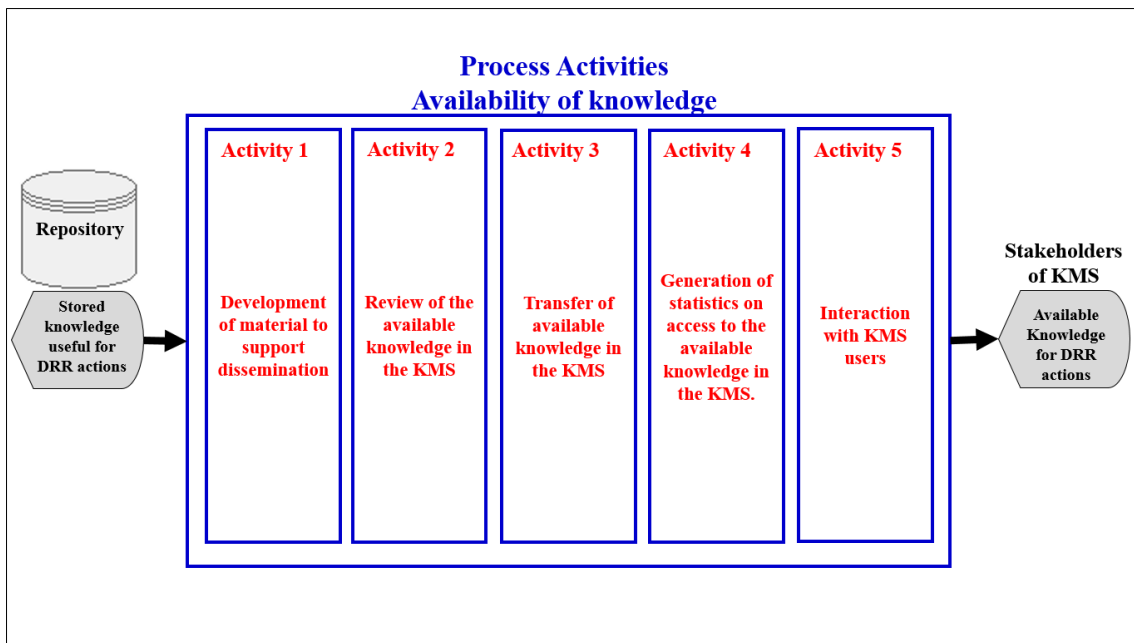 Process Activities
Availability of knowledge
Repository
Stored
knowledge
useful for
DRR actions
Activity 1
Development
of material to
support
dissemination
Activity 2
Review of the
available
knowledge in
the KMS
Activity 3
Transfer of
available
knowledge in
the KMS
Activity 4
Generation of
statistics on
access to the
available
knowledge in
the KMS.
Activity 5
Interaction
with KMS
users
Stakeholders
of KMS
Available
Knowledge
for DRR
actions